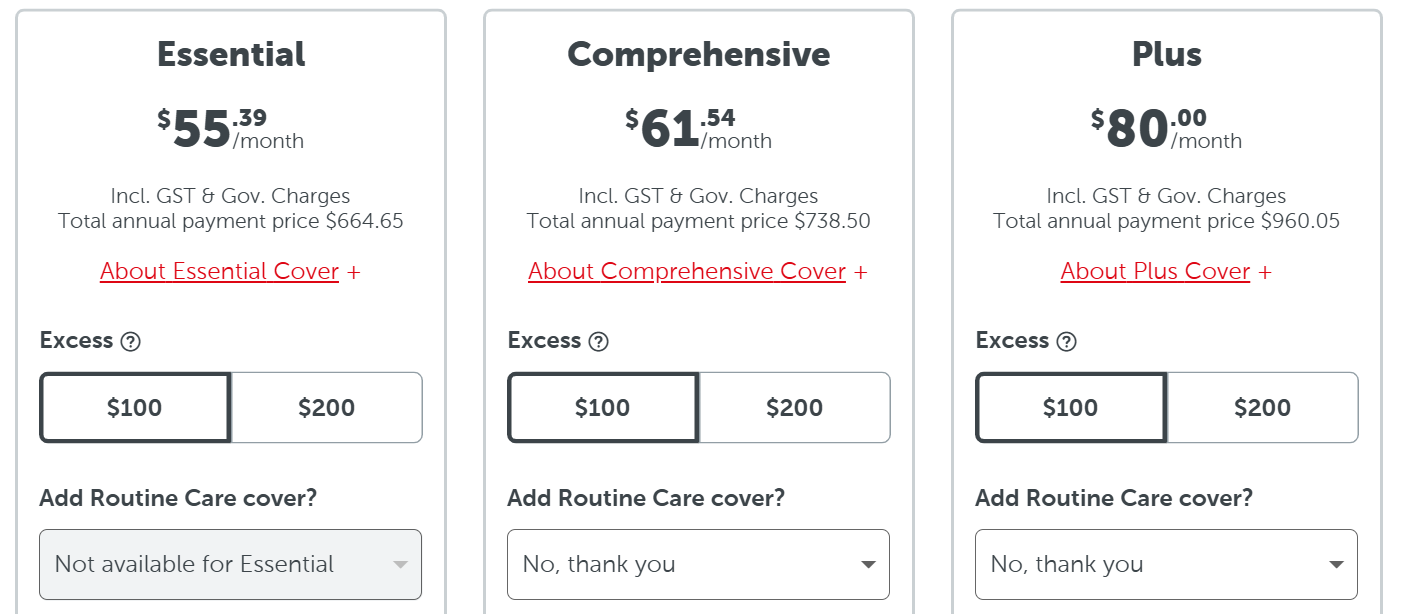 Essential
$55.39/month
Incl. GST & Gov. Charges
Total annual payment price $664.65
About Essential Cover +
Excess ?
$100
$200
Add Routine Care cover?
Not available for Essential
Comprehensive
$61.54/month
Incl. GST & Gov. Charges
Total annual payment price $738.50
About Comprehensive Cover +
Excess ?
$100
$200
Add Routine Care cover?
No, thank you
Plus
$80.00/month
Incl. GST & Gov. Charges
Total annual payment price $960.05
About Plus Cover +
Excess ?
$100
$200
Add Routine Care cover?
No, thank you